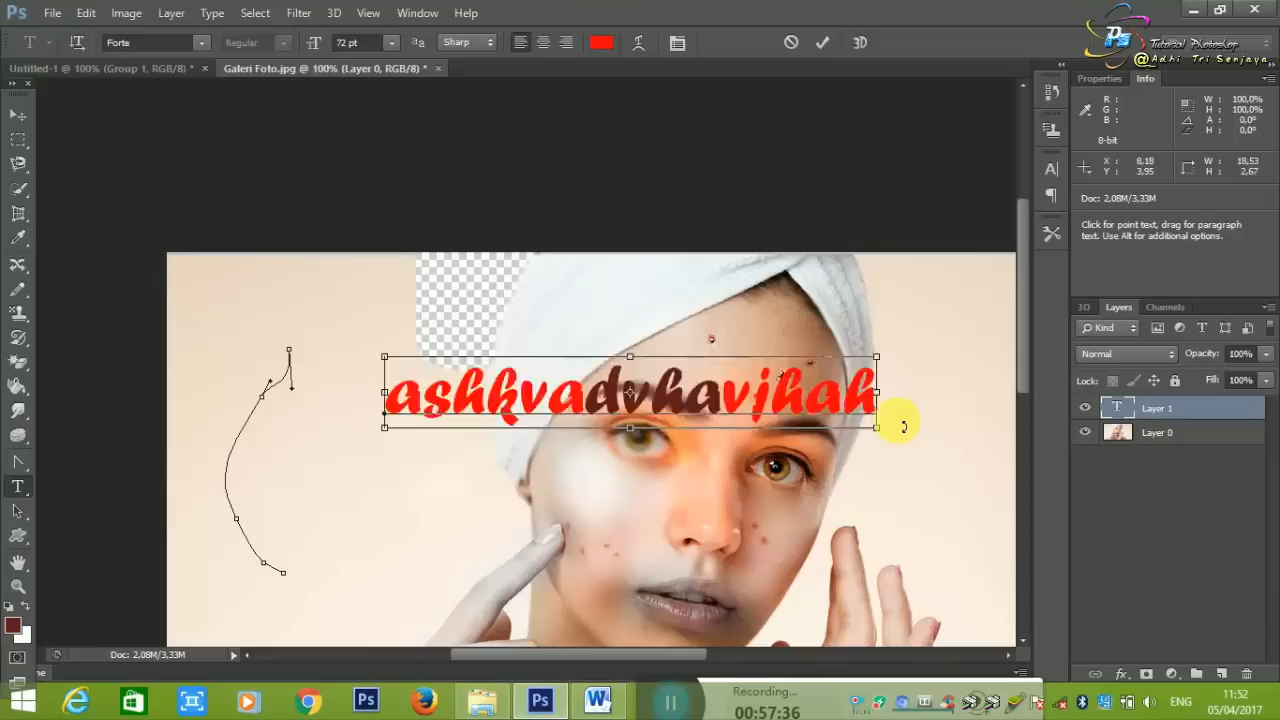 Ps File Edit Image Layer Type Select Filter 3D View Window Help
T Forte Regular 72 pt Sharp 3D
Ps Tutorial Photoshop
@Adhi Tri Senjaya
Untitled-1 @ 100% (Group 1, RGB/8) * × Galeri Foto.jpg @ 100% (Layer 0, RGB/8) * ×
Properties Info
R: W: 100,0%
G: H: 100,0%
B: A: 0,0°
8-bit H: 0,0°
X: 8,18 W: 18,53
Y: 3,95 H: 2,67
Doc: 2,08M/3,33M
Click for point text, drag for paragraph
text. Use Alt for additional options.
3D Layers Channels
Kind
Normal Opacity: 100%
Lock: Fill: 100%
T Layer 1
Layer 0
ashkvadvhavjhah
Doc: 2,08M/3,33M
ne
Recording...
00:57:36
ENG
11:52
05/04/2017